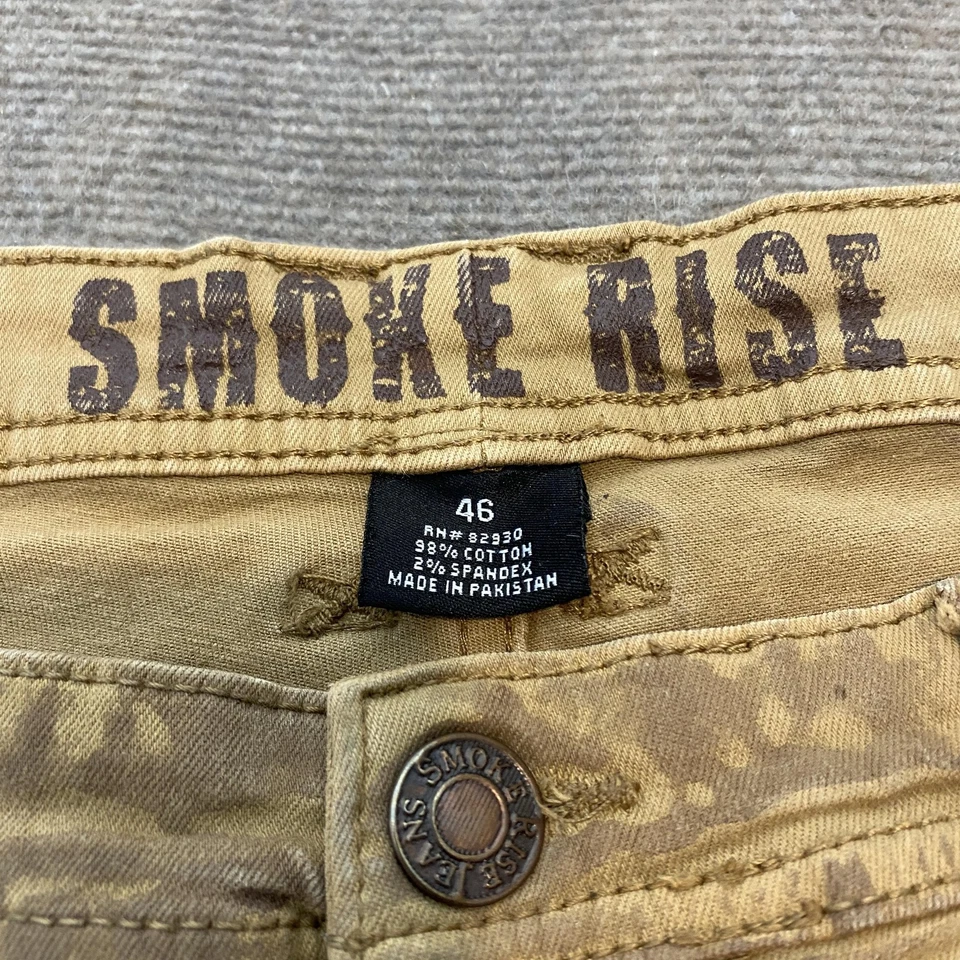 SMOKE RISE
46
RN# 82930
98% COTTON
2% SPANDEX
MADE IN PAKISTAN
SMOKE RISE JEANS